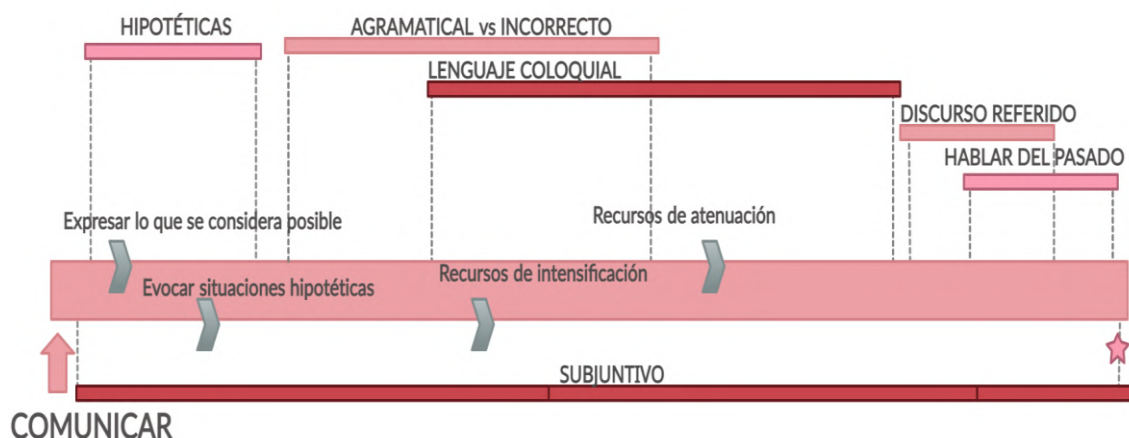 HIPOTÉTICAS
AGRAMATICAL vs INCORRECTO
LENGUAJE COLOQUIAL
DISCURSO REFERIDO
HABLAR DEL PASADO
Expresar lo que se considera posible
Recursos de atenuación
Evocar situaciones hipotéticas
Recursos de intensificación
SUBJUNTIVO
COMUNICAR